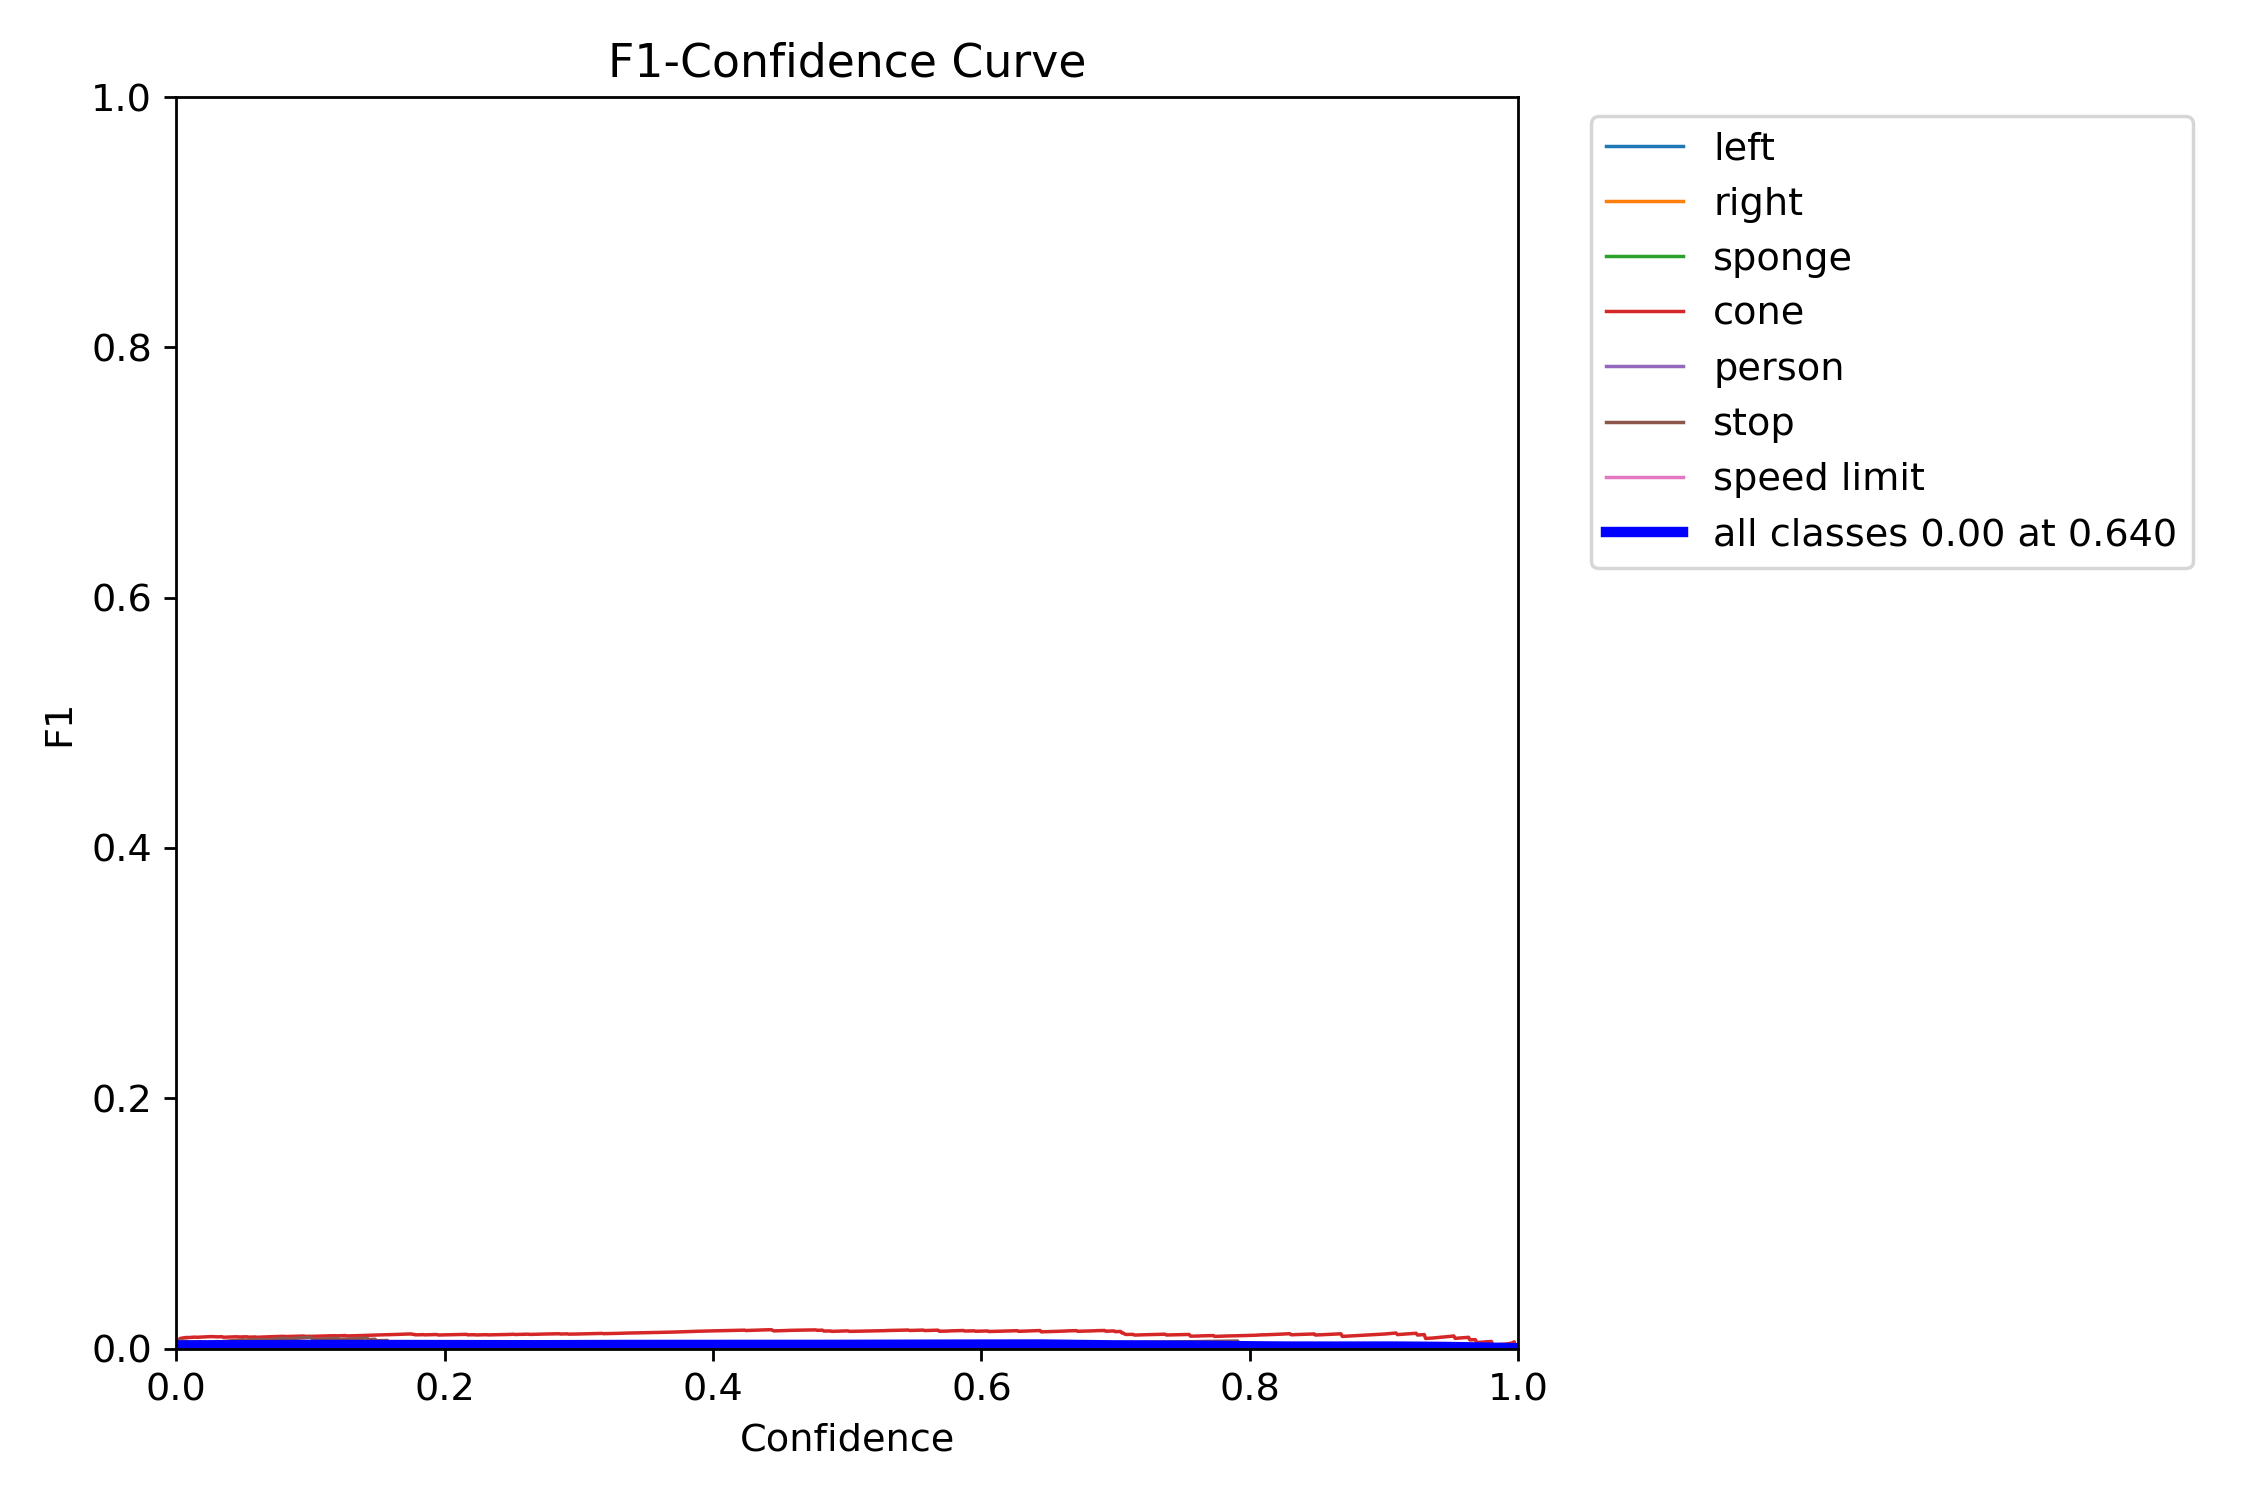 F1-Confidence Curve
1.0
0.8
0.6
0.4
0.2
0.0
F1
0.0 0.2 0.4 0.6 0.8 1.0
Confidence
left
right
sponge
cone
person
stop
speed limit
all classes 0.00 at 0.640